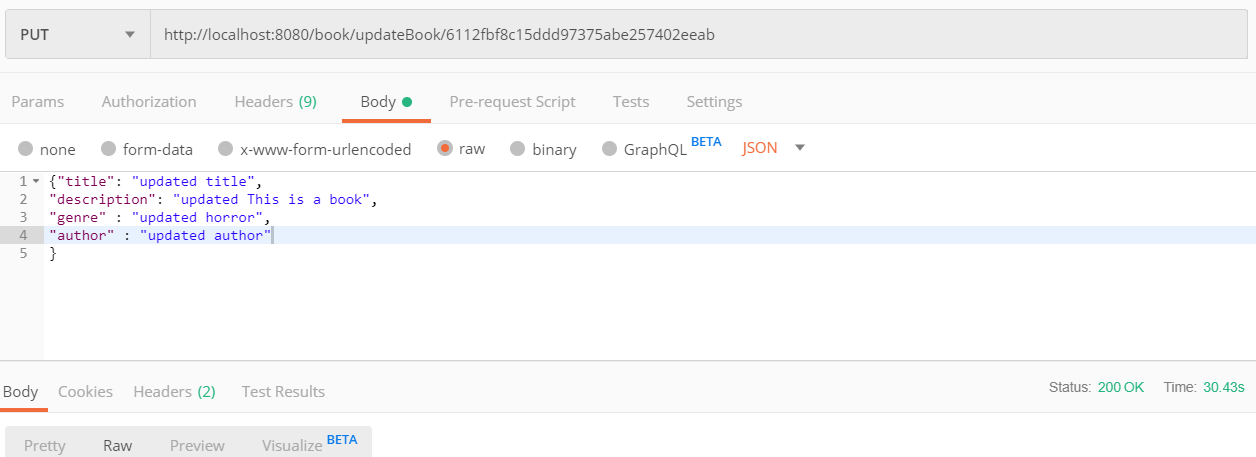 PUT http://localhost:8080/book/updateBook/6112fbf8c15ddd97375abe257402eeab
Params Authorization Headers (9) Body Pre-request Script Tests Settings
none form-data x-www-form-urlencoded raw binary GraphQL BETA JSON
1 {"title": "updated title",
2 "description": "updated This is a book",
3 "genre" : "updated horror",
4 "author" : "updated author"
5 }
Body Cookies Headers (2) Test Results Status: 200 OK Time: 30.43s
Pretty Raw Preview Visualize BETA